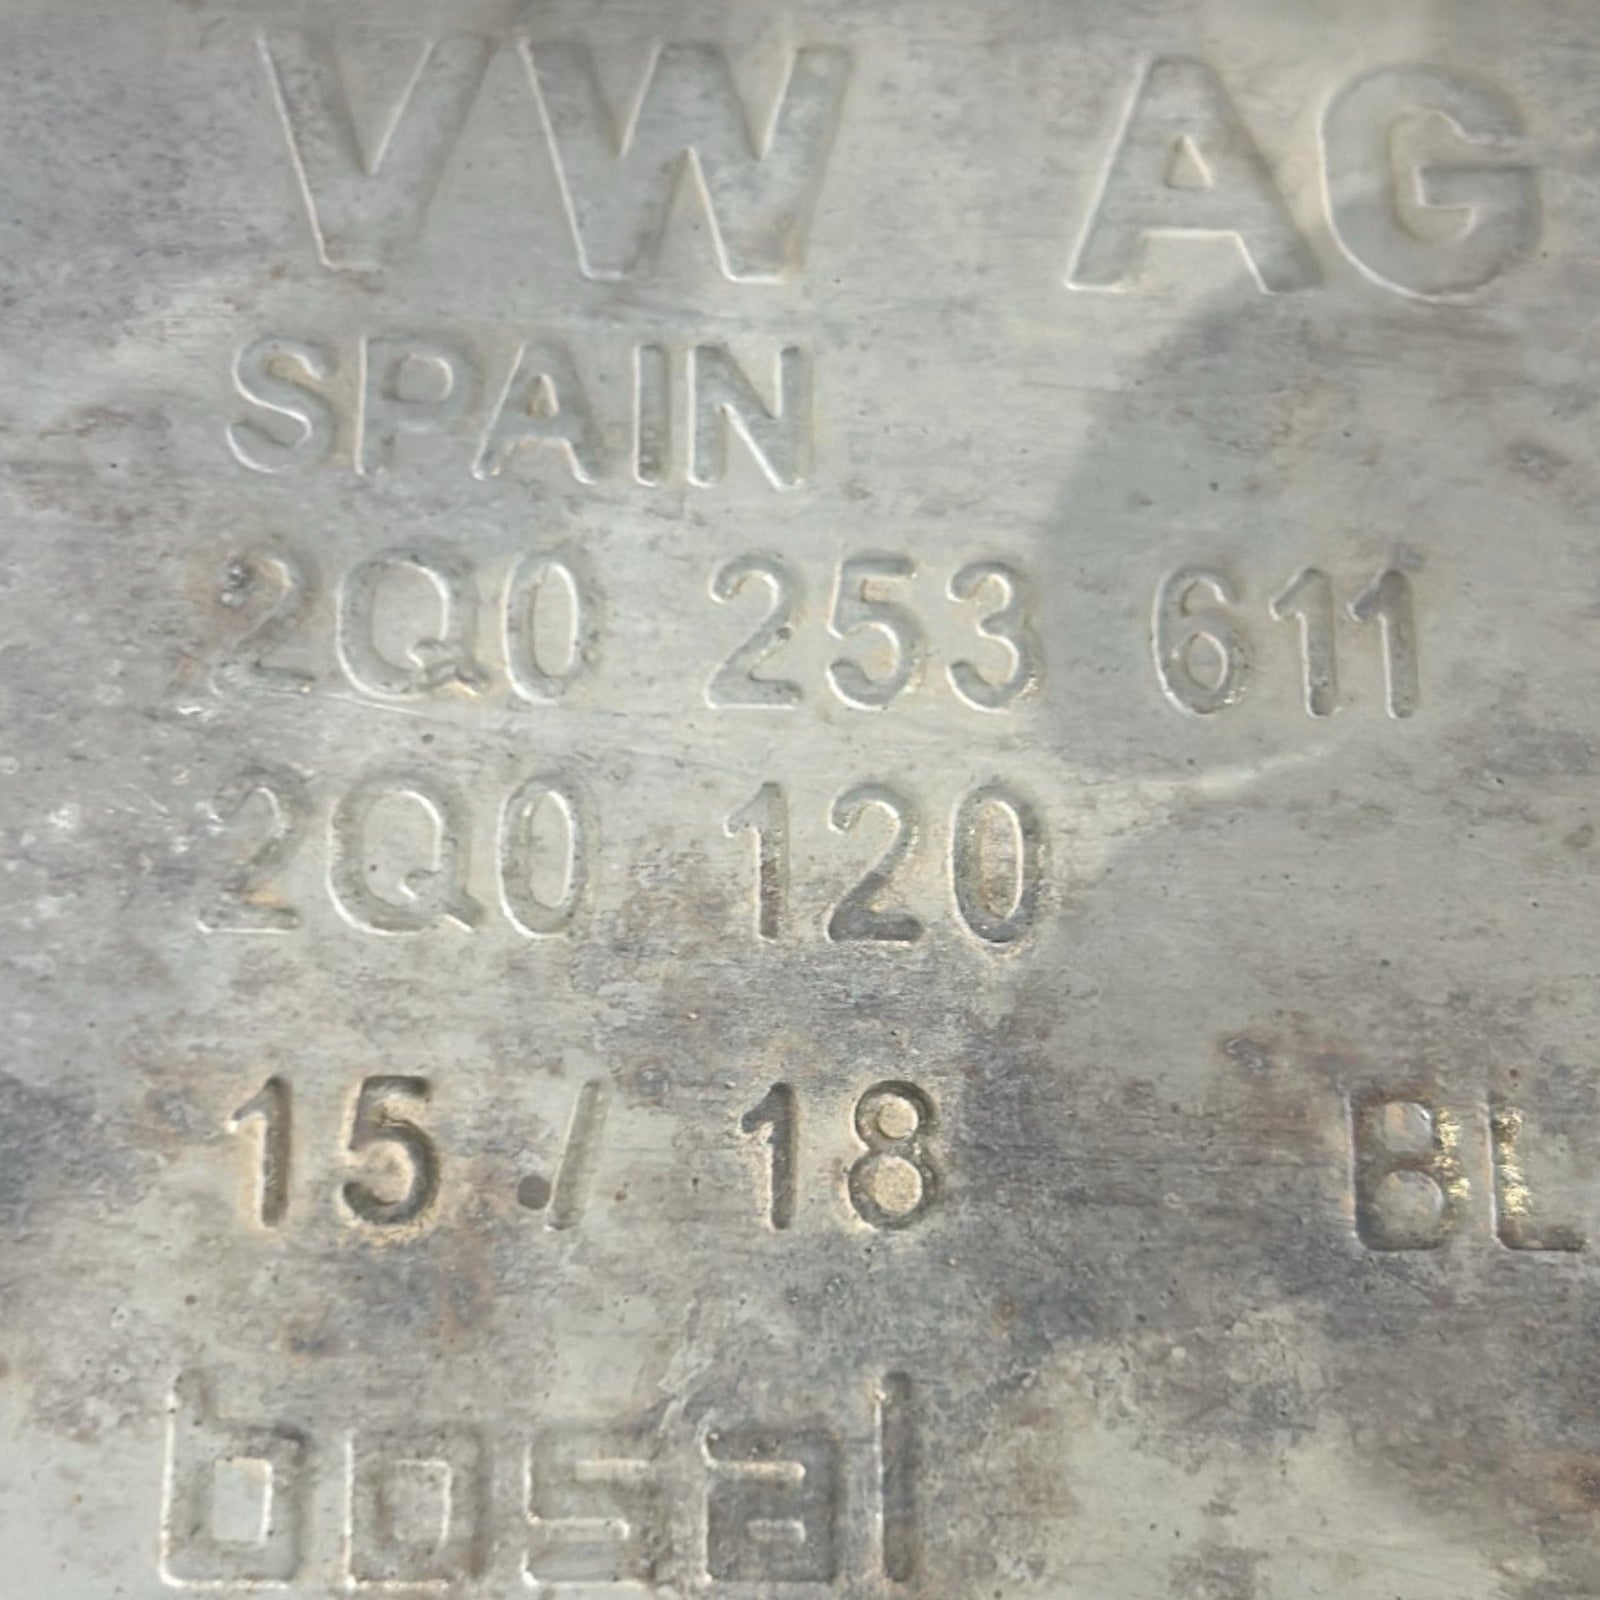 VW AG
SPAIN
2Q0 253 611
2Q0 120
15 / 18 BL
bosal